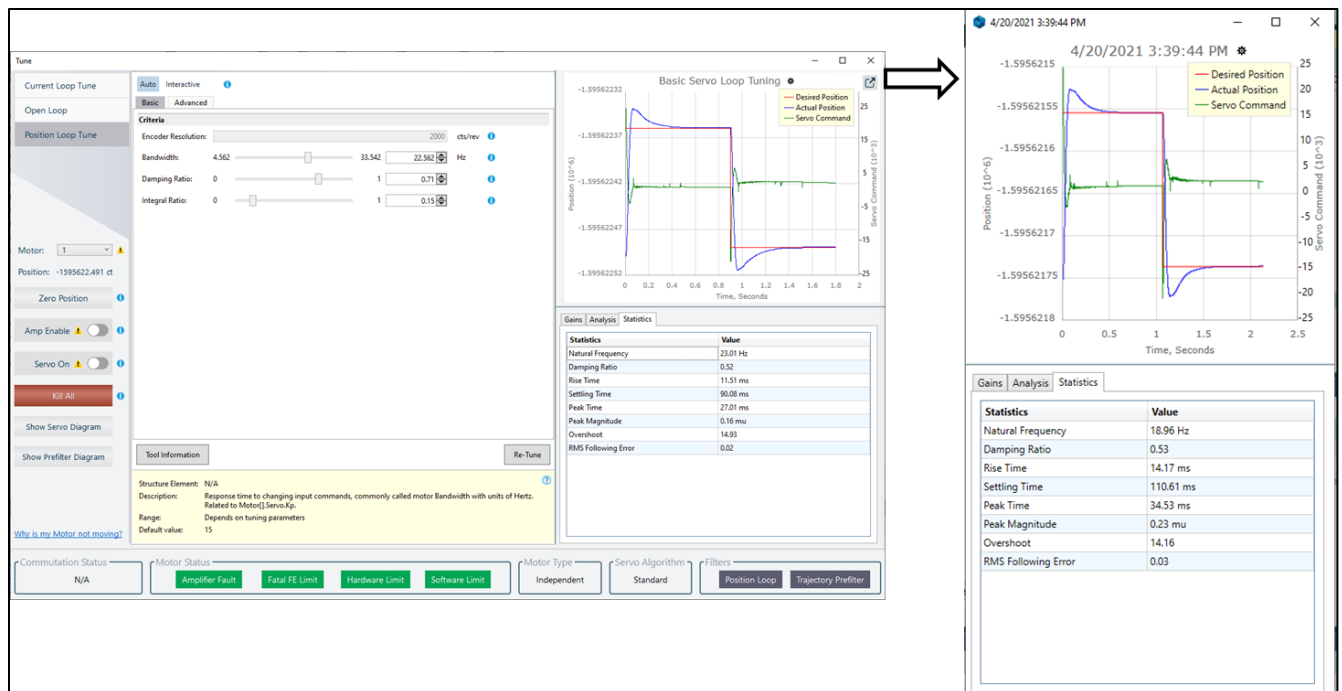 Tune
Current Loop Tune
Open Loop
Position Loop Tune
Motor: 1
Position: -1595622.491 ct
Zero Position
Amp Enable
Servo On
Kill All
Show Servo Diagram
Show Prefilter Diagram
Why is my Motor not moving?
Auto Interactive
Basic Advanced
Criteria
Encoder Resolution: 2000 cts/rev
Bandwidth: 4.562 33.542 22.562 Hz
Damping Ratio: 0 1 0.71
Integral Ratio: 0 1 0.15
Tool Information Re-Tune
Structure Element: N/A
Description: Response time to changing input commands, commonly called motor Bandwidth with units of Hertz.
Related to Motor[].Servo.Kp.
Range: Depends on tuning parameters
Default value: 15
Basic Servo Loop Tuning
Desired Position
Actual Position
Servo Command
-1.59562232
-1.59562237
-1.59562242
-1.59562247
-1.59562252
Position (10^6)
25
15
5
-5
-15
-25
Servo Command (10^3)
0 0.2 0.4 0.6 0.8 1 1.2 1.4 1.6 1.8 2
Time, Seconds
Gains Analysis Statistics
Statistics Value
Natural Frequency 23.01 Hz
Damping Ratio 0.52
Rise Time 11.51 ms
Settling Time 90.08 ms
Peak Time 27.01 ms
Peak Magnitude 0.16 mu
Overshoot 14.93
RMS Following Error 0.02
Commutation Status
N/A
Motor Status
Amplifier Fault Fatal FE Limit Hardware Limit Software Limit
Motor Type
Independent
Servo Algorithm
Standard
Filters
Position Loop Trajectory Prefilter
4/20/2021 3:39:44 PM
4/20/2021 3:39:44 PM
Desired Position
Actual Position
Servo Command
-1.5956215
-1.59562155
-1.5956216
-1.59562165
-1.5956217
-1.59562175
-1.5956218
Position (10^6)
25
20
15
10
5
0
-5
-10
-15
-20
-25
Servo Command (10^3)
0 0.5 1 1.5 2 2.5
Time, Seconds
Gains Analysis Statistics
Statistics Value
Natural Frequency 18.96 Hz
Damping Ratio 0.53
Rise Time 14.17 ms
Settling Time 110.61 ms
Peak Time 34.53 ms
Peak Magnitude 0.23 mu
Overshoot 14.16
RMS Following Error 0.03